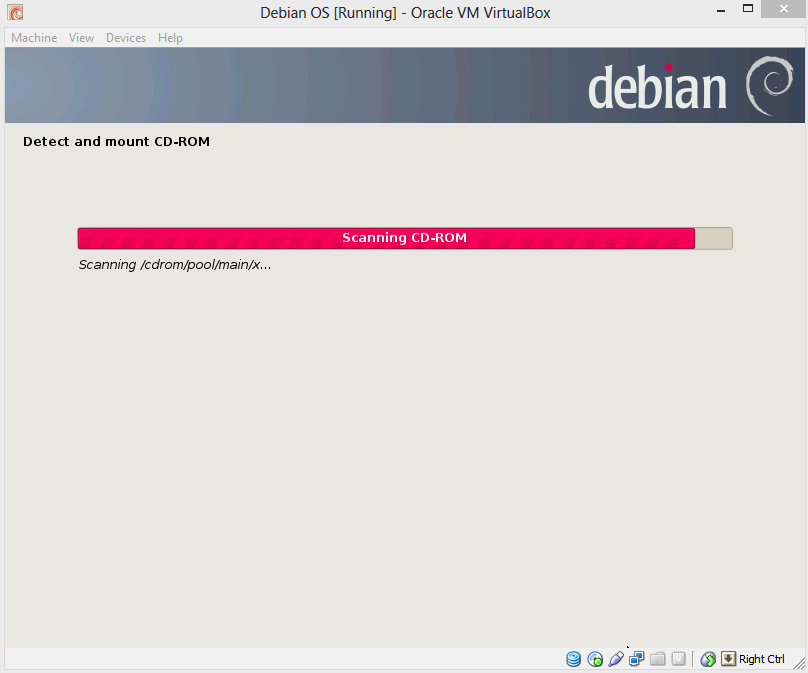 Debian OS [Running] - Oracle VM VirtualBox
Machine View Devices Help
debian
Detect and mount CD-ROM
Scanning CD-ROM
Scanning /cdrom/pool/main/x...
Right Ctrl